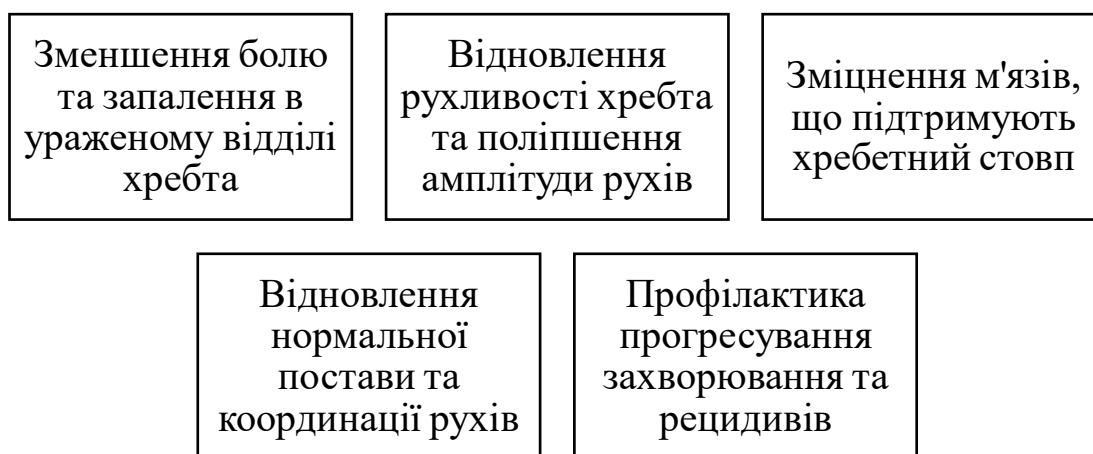 Зменшення болю
та запалення в
ураженому відділі
хребта
Відновлення
рухливості хребта
та поліпшення
амплітуди рухів
Зміцнення м'язів,
що підтримують
хребетний стовп
Відновлення
нормальної
постави та
координації рухів
Профілактика
прогресування
захворювання та
рецидивів